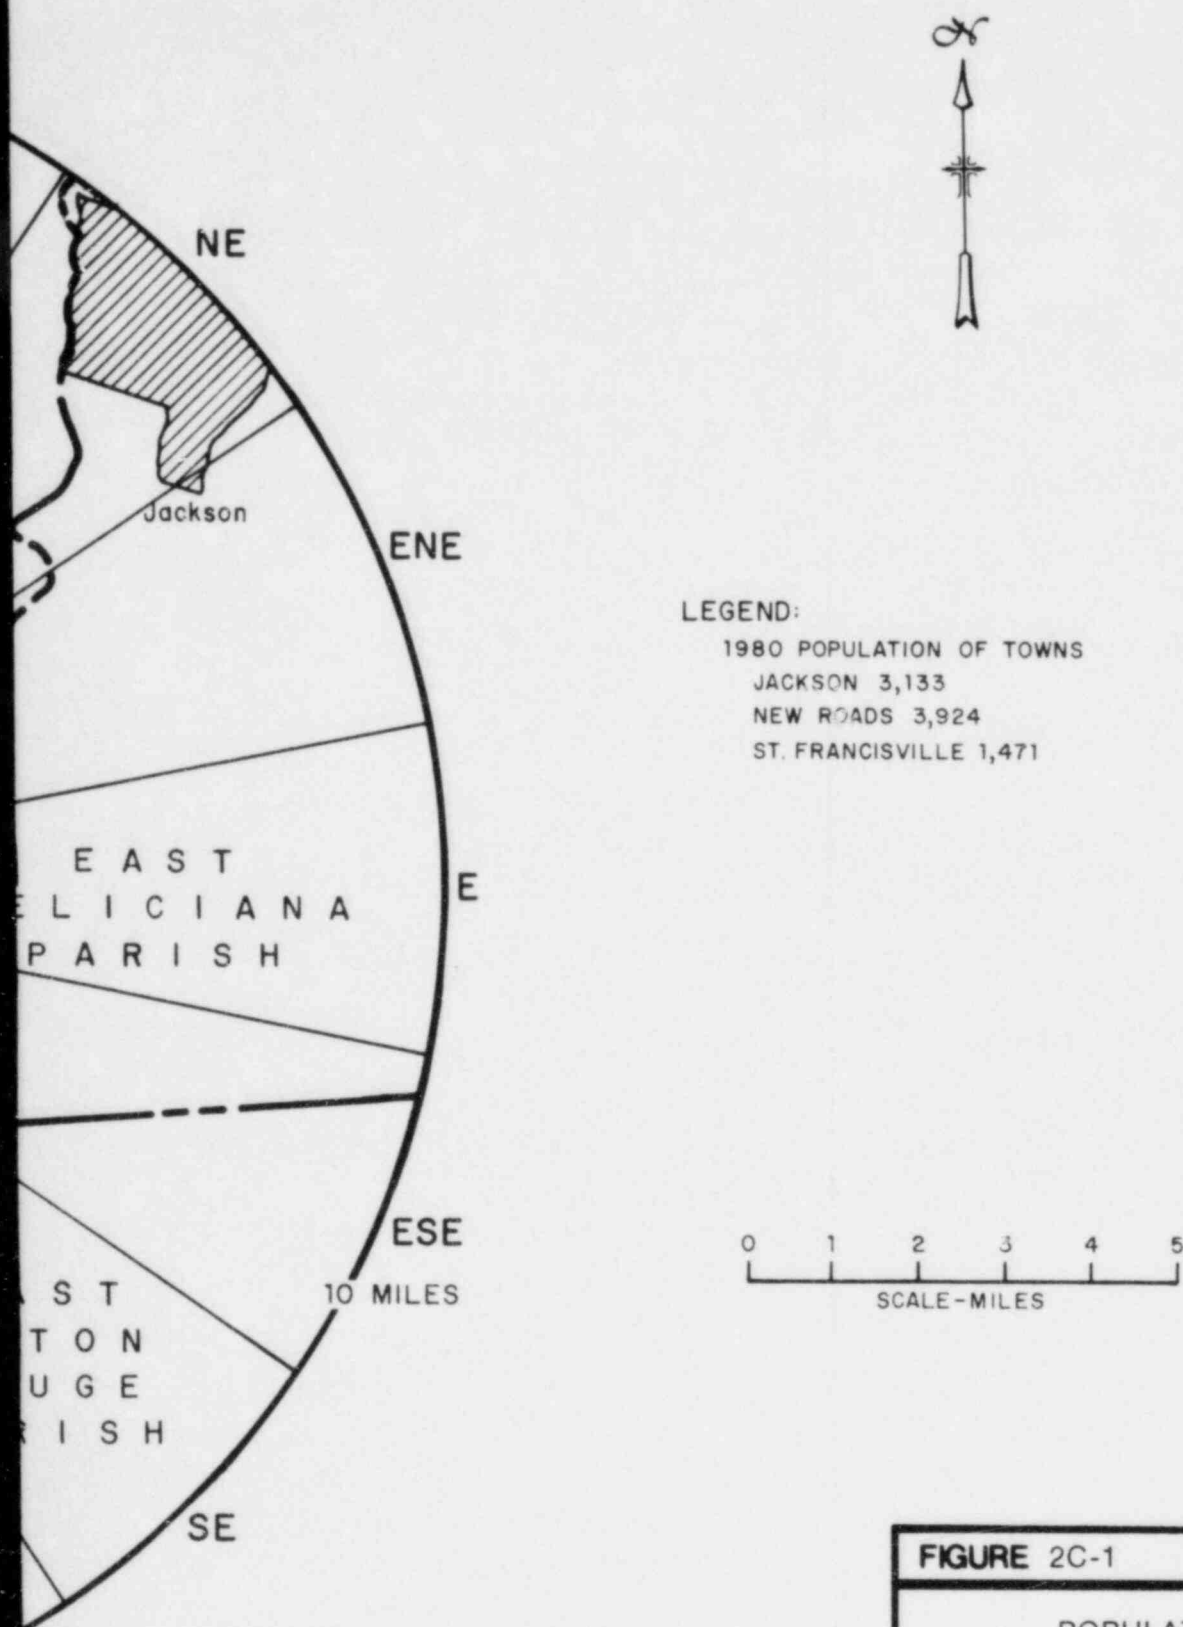 N
NE
Jackson
ENE
LEGEND:
1980 POPULATION OF TOWNS
JACKSON 3,133
NEW ROADS 3,924
ST. FRANCISVILLE 1,471
EAST
ELICIANA
PARISH
E
ESE
10 MILES
0 1 2 3 4 5
SCALE-MILES
ST
TON
UGE
RISH
SE
FIGURE 2C-1